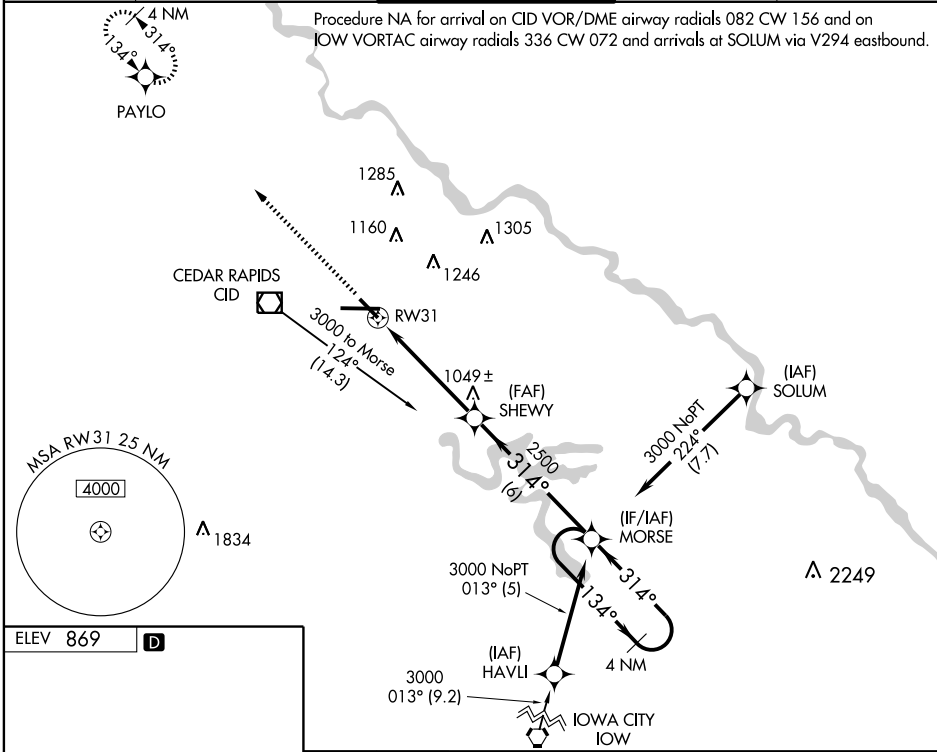 Procedure NA for arrival on CID VOR/DME airway radials 082 CW 156 and on
IOW VORTAC airway radials 336 CW 072 and arrivals at SOLUM via V294 eastbound.
4 NM
314°
134°
PAYLO
1285
1160
1305
1246
CEDAR RAPIDS
CID
RW31
3000 to Morse
124°
(14.3)
1049 ±
(FAF)
SHEWY
(IAF)
SOLUM
3000 NoPT
224°
(7.7)
2500
314°
(6)
MSA RW31 25 NM
4000
1834
(IF/IAF)
MORSE
3000 NoPT
013° (5)
314°
134°
4 NM
2249
ELEV 869 D
(IAF)
HAVLI
3000
013° (9.2)
IOWA CITY
IOW